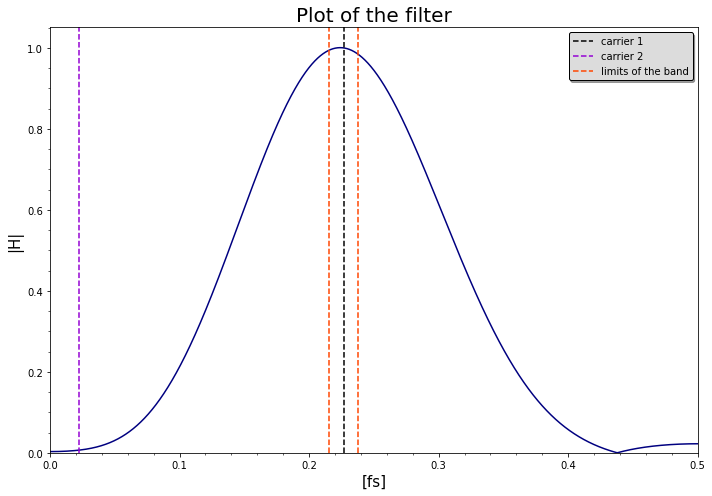 Plot of the filter
carrier 1
carrier 2
limits of the band
|H|
1.0
0.8
0.6
0.4
0.2
0.0
0.0 0.1 0.2 0.3 0.4 0.5
[fs]